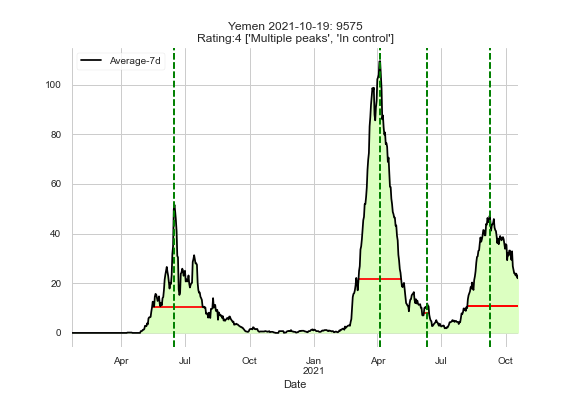 Yemen 2021-10-19: 9575
Rating:4 ['Multiple peaks', 'In control']
Average-7d
100
80
60
40
20
0
Apr Jul Oct Jan Apr Jul Oct
2021
Date